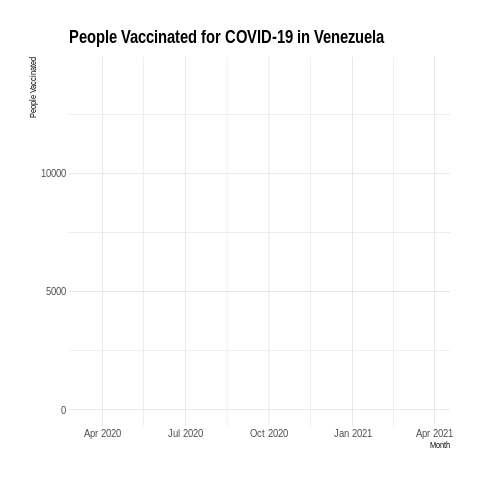 People Vaccinated for COVID-19 in Venezuela
People Vaccinated
10000
5000
0
Apr 2020 Jul 2020 Oct 2020 Jan 2021 Apr 2021
Month